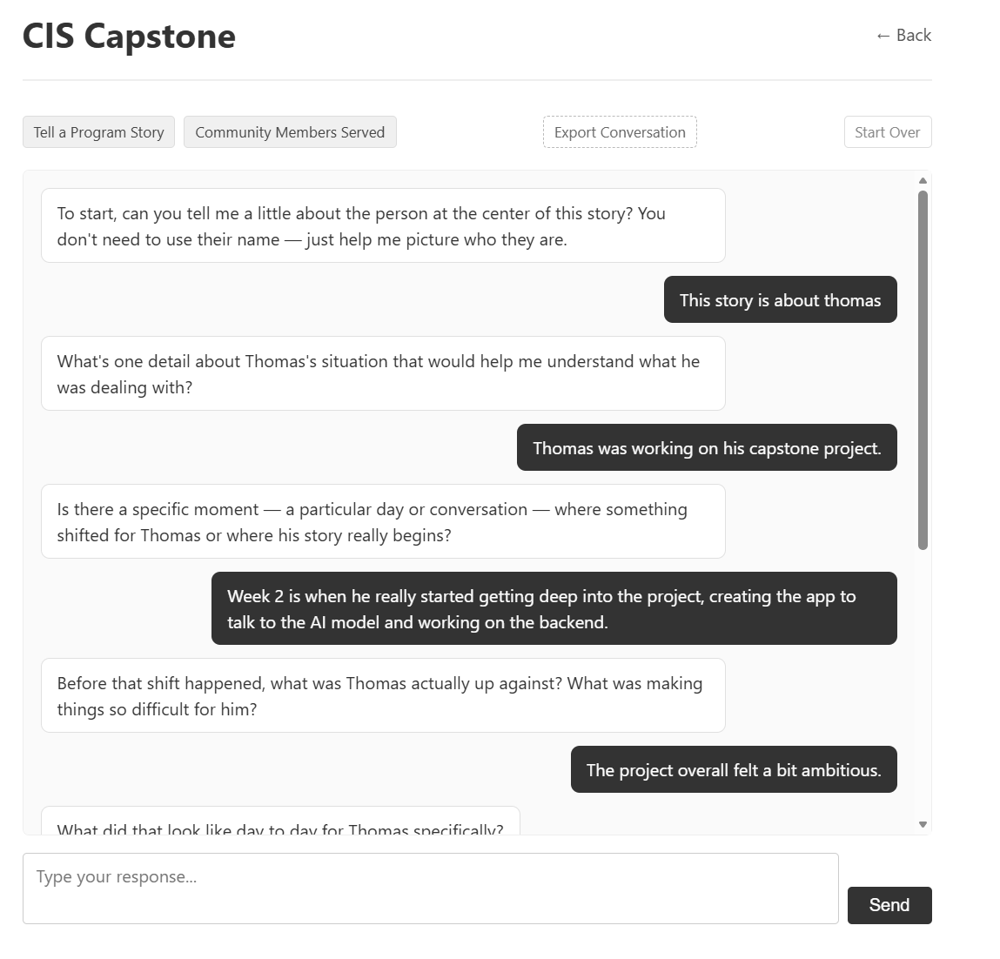 CIS Capstone
← Back
Tell a Program Story
Community Members Served
Export Conversation
Start Over
To start, can you tell me a little about the person at the center of this story? You
don't need to use their name — just help me picture who they are.
This story is about thomas
What's one detail about Thomas's situation that would help me understand what he
was dealing with?
Thomas was working on his capstone project.
Is there a specific moment — a particular day or conversation — where something
shifted for Thomas or where his story really begins?
Week 2 is when he really started getting deep into the project, creating the app to
talk to the AI model and working on the backend.
Before that shift happened, what was Thomas actually up against? What was making
things so difficult for him?
The project overall felt a bit ambitious.
What did that look like day to day for Thomas specifically?
Type your response...
Send